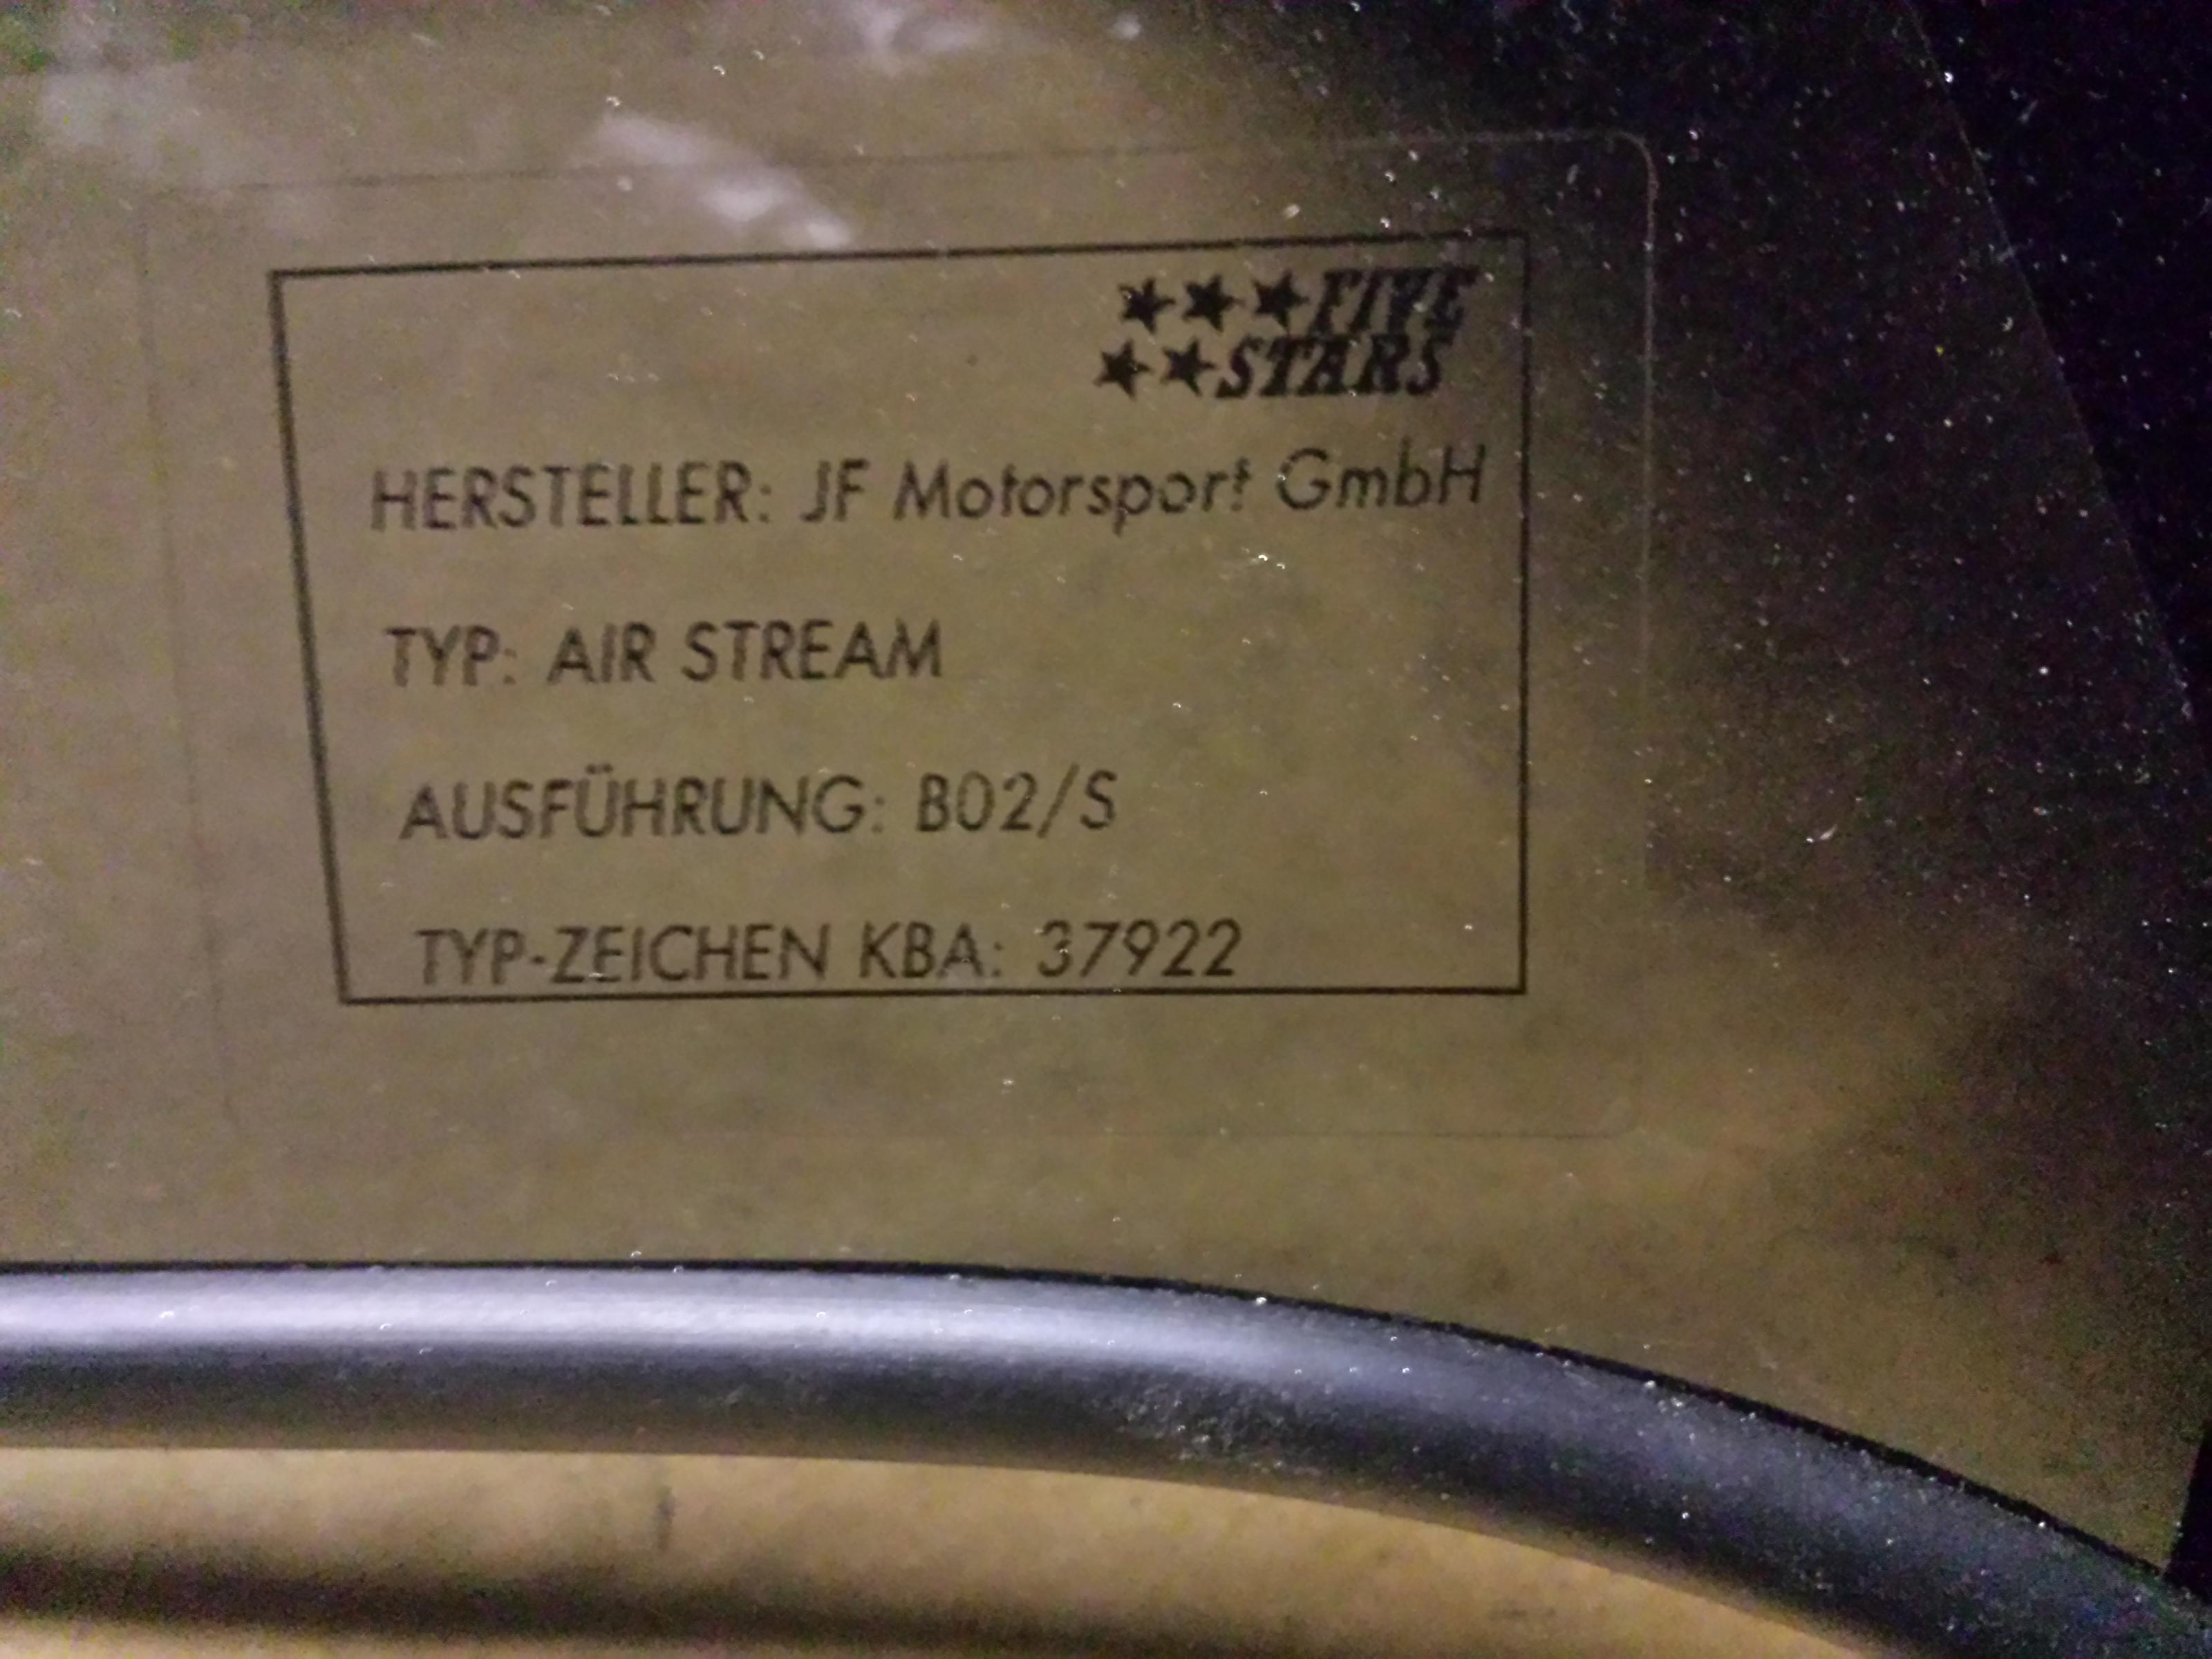 ★★★FIVE
★★STARS
HERSTELLER: JF Motorsport GmbH
TYP: AIR STREAM
AUSFÜHRUNG: B02/S
TYP-ZEICHEN KBA: 37922